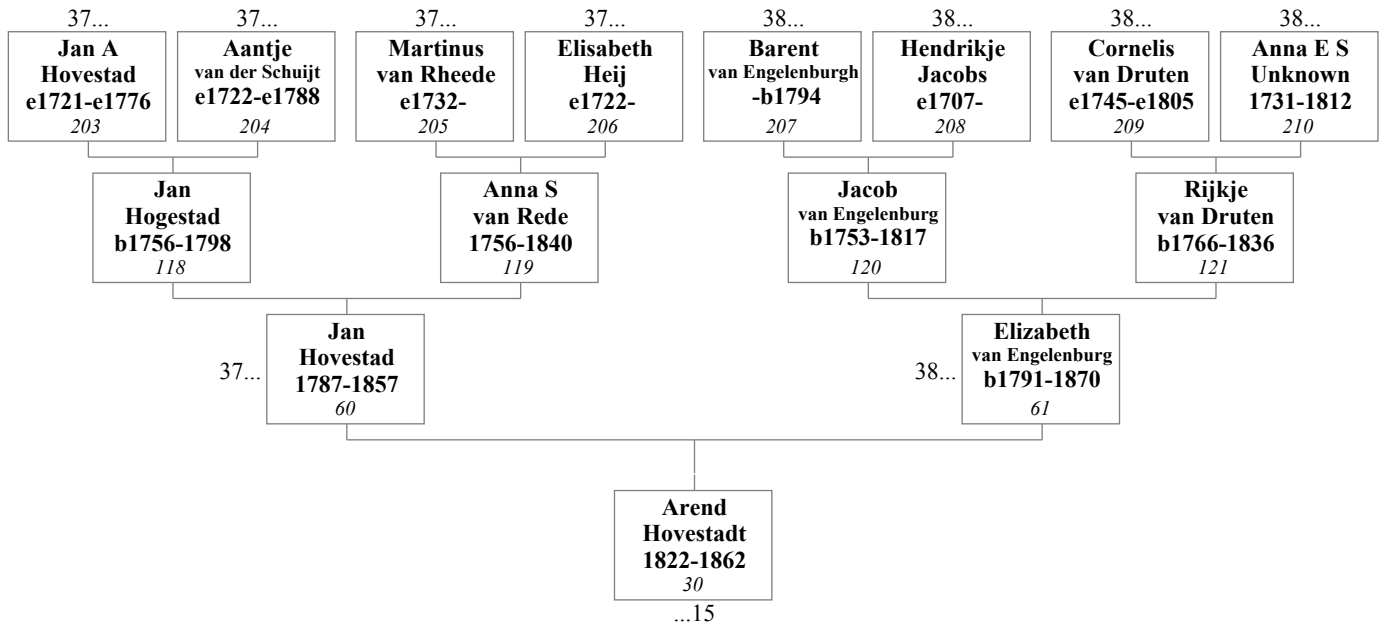 37... 37... 37... 37... 38... 38... 38... 38...
Jan A
Hovestad
e1721-e1776
203
Aantje
van der Schuijt
e1722-e1788
204
Martinus
van Rheede
e1732-
205
Elisabeth
Heij
e1722-
206
Barent
van Engelenburgh
-b1794
207
Hendrikje
Jacobs
e1707-
208
Cornelis
van Druten
e1745-e1805
209
Anna E S
Unknown
1731-1812
210
Jan
Hogestad
b1756-1798
118
Anna S
van Rede
1756-1840
119
Jacob
van Engelenburg
b1753-1817
120
Rijkje
van Druten
b1766-1836
121
37...
Jan
Hovestad
1787-1857
60
38...
Elizabeth
van Engelenburg
b1791-1870
61
Arend
Hovestadt
1822-1862
30
...15